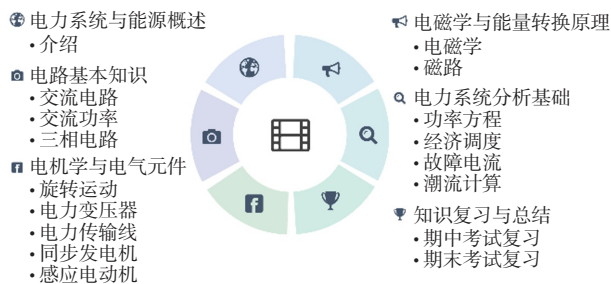 电力系统与能源概述
•介绍
电路基本知识
•交流电路
•交流功率
•三相电路
电机学与电气元件
•旋转运动
•电力变压器
•电力传输线
•同步发电机
•感应电动机
电磁学与能量转换原理
•电磁学
•磁路
电力系统分析基础
•功率方程
•经济调度
•故障电流
•潮流计算
知识复习与总结
•期中考试复习
•期末考试复习